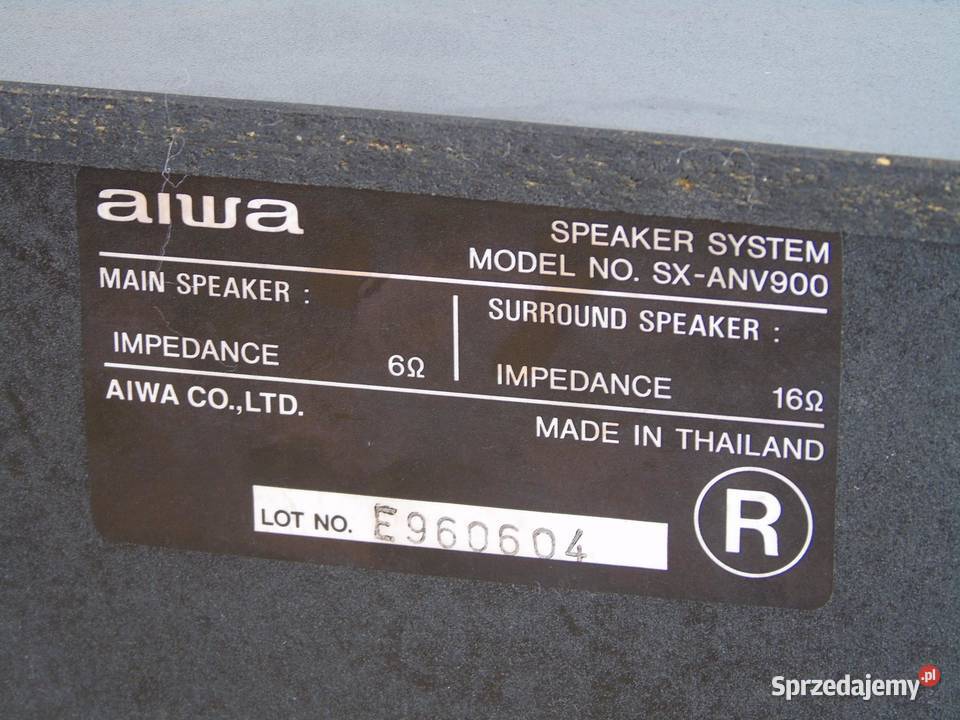 aiwa
SPEAKER SYSTEM
MODEL NO. SX-ANV900
MAIN SPEAKER :
IMPEDANCE 6Ω
SURROUND SPEAKER :
IMPEDANCE 16Ω
AIWA CO.,LTD.
MADE IN THAILAND
LOT NO. E960604
R
Sprzedajemy.pl